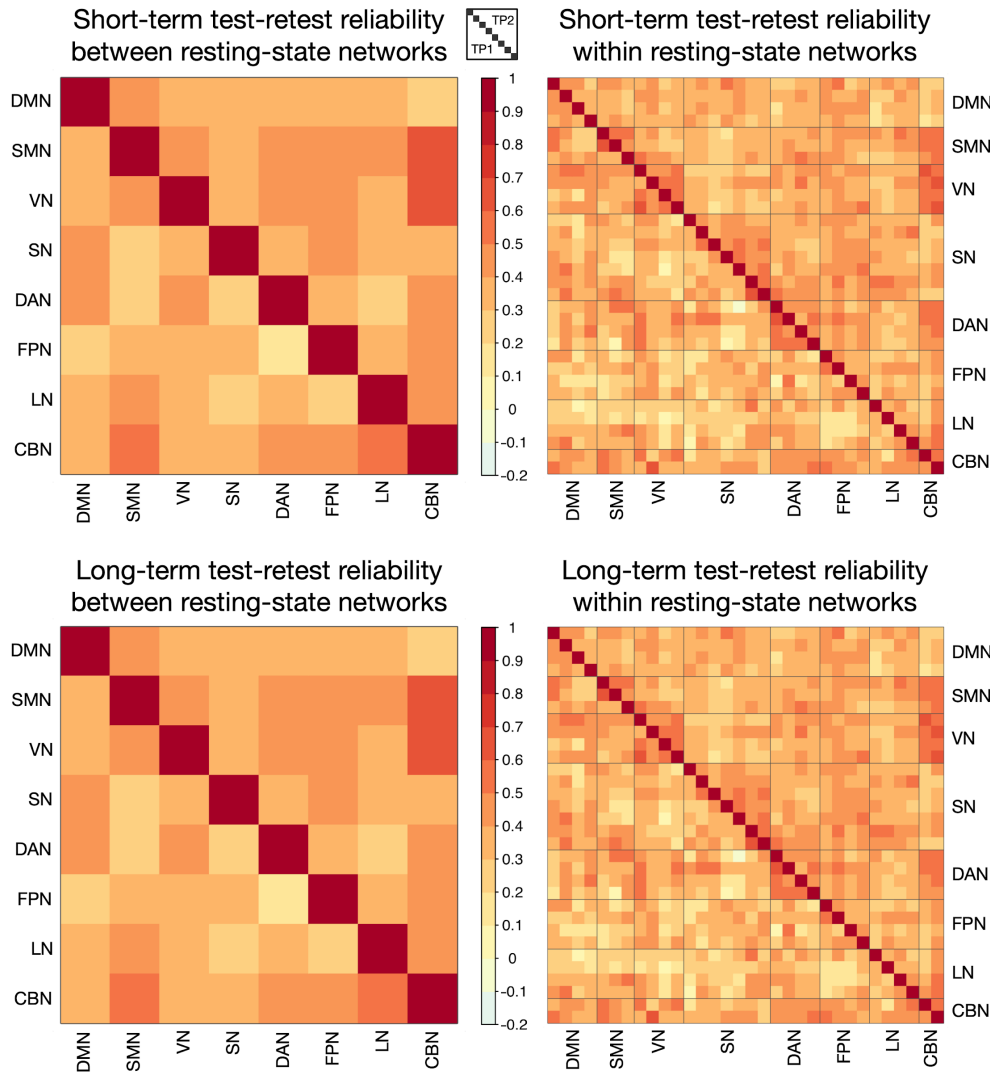 Short-term test-retest reliability
between resting-state networks
TP2
TP1
Short-term test-retest reliability
within resting-state networks
DMN
SMN
VN
SN
DAN
FPN
LN
CBN
1
0.9
0.8
0.7
0.6
0.5
0.4
0.3
0.2
0.1
0
−0.1
−0.2
DMN
SMN
VN
SN
DAN
FPN
LN
CBN
DMN
SMN
VN
SN
DAN
FPN
LN
CBN
DMN
SMN
VN
SN
DAN
FPN
LN
CBN
Long-term test-retest reliability
between resting-state networks
Long-term test-retest reliability
within resting-state networks
DMN
SMN
VN
SN
DAN
FPN
LN
CBN
1
0.9
0.8
0.7
0.6
0.5
0.4
0.3
0.2
0.1
0
−0.1
−0.2
DMN
SMN
VN
SN
DAN
FPN
LN
CBN
DMN
SMN
VN
SN
DAN
FPN
LN
CBN
DMN
SMN
VN
SN
DAN
FPN
LN
CBN